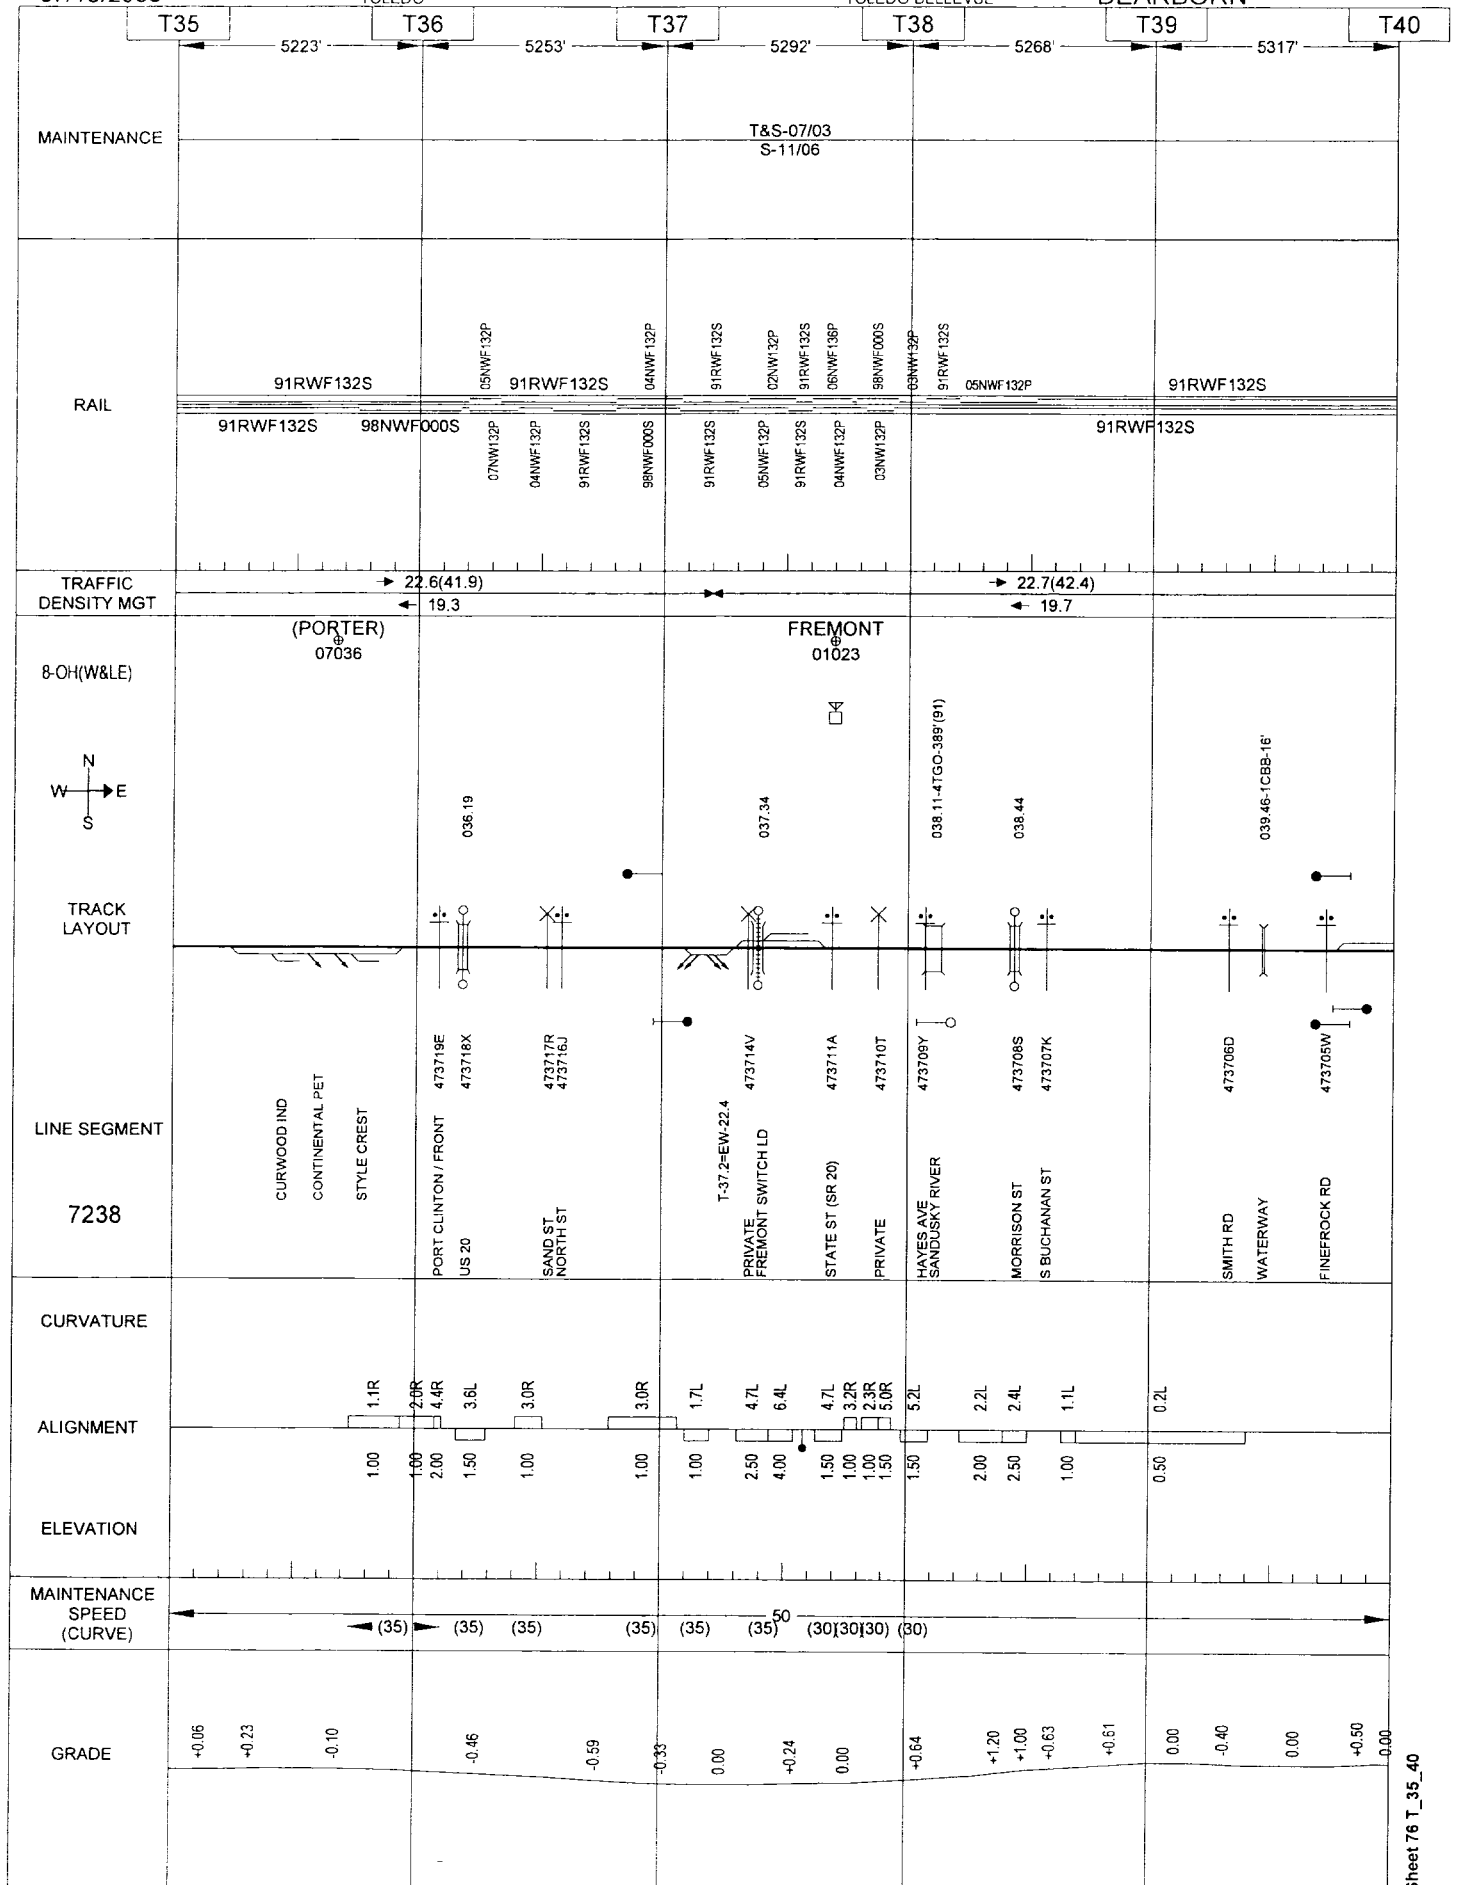 TOLEDO
TOLEDO BELLEVUE
DEARBORN
T35 T36 T37 T38 T39 T40
5223' 5253' 5292' 5268' 5317'
MAINTENANCE
T&S-07/03
S-11/06
RAIL
05NWF132P 04NWF132P 91RWF132S 02NW132P 91RWF132S 06NWF136P 98NWF000S 03NW132P 91RWF132S
91RWF132S 91RWF132S 05NWF132P 91RWF132S
91RWF132S 98NWF000S 91RWF132S
07NW132P 04NWF132P 91RWF132S 98NWF000S 91RWF132S 05NWF132P 91RWF132S 04NWF132P 03NW132P
TRAFFIC
DENSITY MGT
22.6(41.9) 22.7(42.4)
19.3 19.7
(PORTER)
07036
FREMONT
01023
8-OH(W&LE)
N
W E
S
036.19 037.34 038.11-4TGO-389'(91) 038.44 039.46-1CBB-16'
TRACK
LAYOUT
473719E 473718X 473717R 473716J 473714V 473711A 473710T 473709Y 473708S 473707K 473706D 473705W
LINE SEGMENT
7238
CURWOOD IND
CONTINENTAL PET
STYLE CREST
PORT CLINTON / FRONT
US 20
SAND ST
NORTH ST
T-37.2=EW-22.4
PRIVATE
FREMONT SWITCH LD
STATE ST (SR 20)
PRIVATE
HAYES AVE
SANDUSKY RIVER
MORRISON ST
S BUCHANAN ST
SMITH RD
WATERWAY
FINEFROCK RD
CURVATURE
1.1R 2.0R 4.4R 3.6L 3.0R 3.0R 1.7L 4.7L 6.4L 4.7L 3.2R 2.3R 5.0R 5.2L 2.2L 2.4L 1.1L 0.2L
ALIGNMENT
1.00 1.00 2.00 1.50 1.00 1.00 1.00 2.50 4.00 1.50 1.00 1.00 1.50 1.50 2.00 2.50 1.00 0.50
ELEVATION
MAINTENANCE
SPEED
(CURVE)
50
(35) (35) (35) (35) (35) (35) (30)(30)(30) (30)
GRADE
+0.06 +0.23 -0.10 -0.46 -0.59 -0.33 0.00 +0.24 0.00 +0.64 +1.20 +1.00 +0.63 +0.61 0.00 -0.40 0.00 +0.50 0.00
Sheet 76 T_35_40